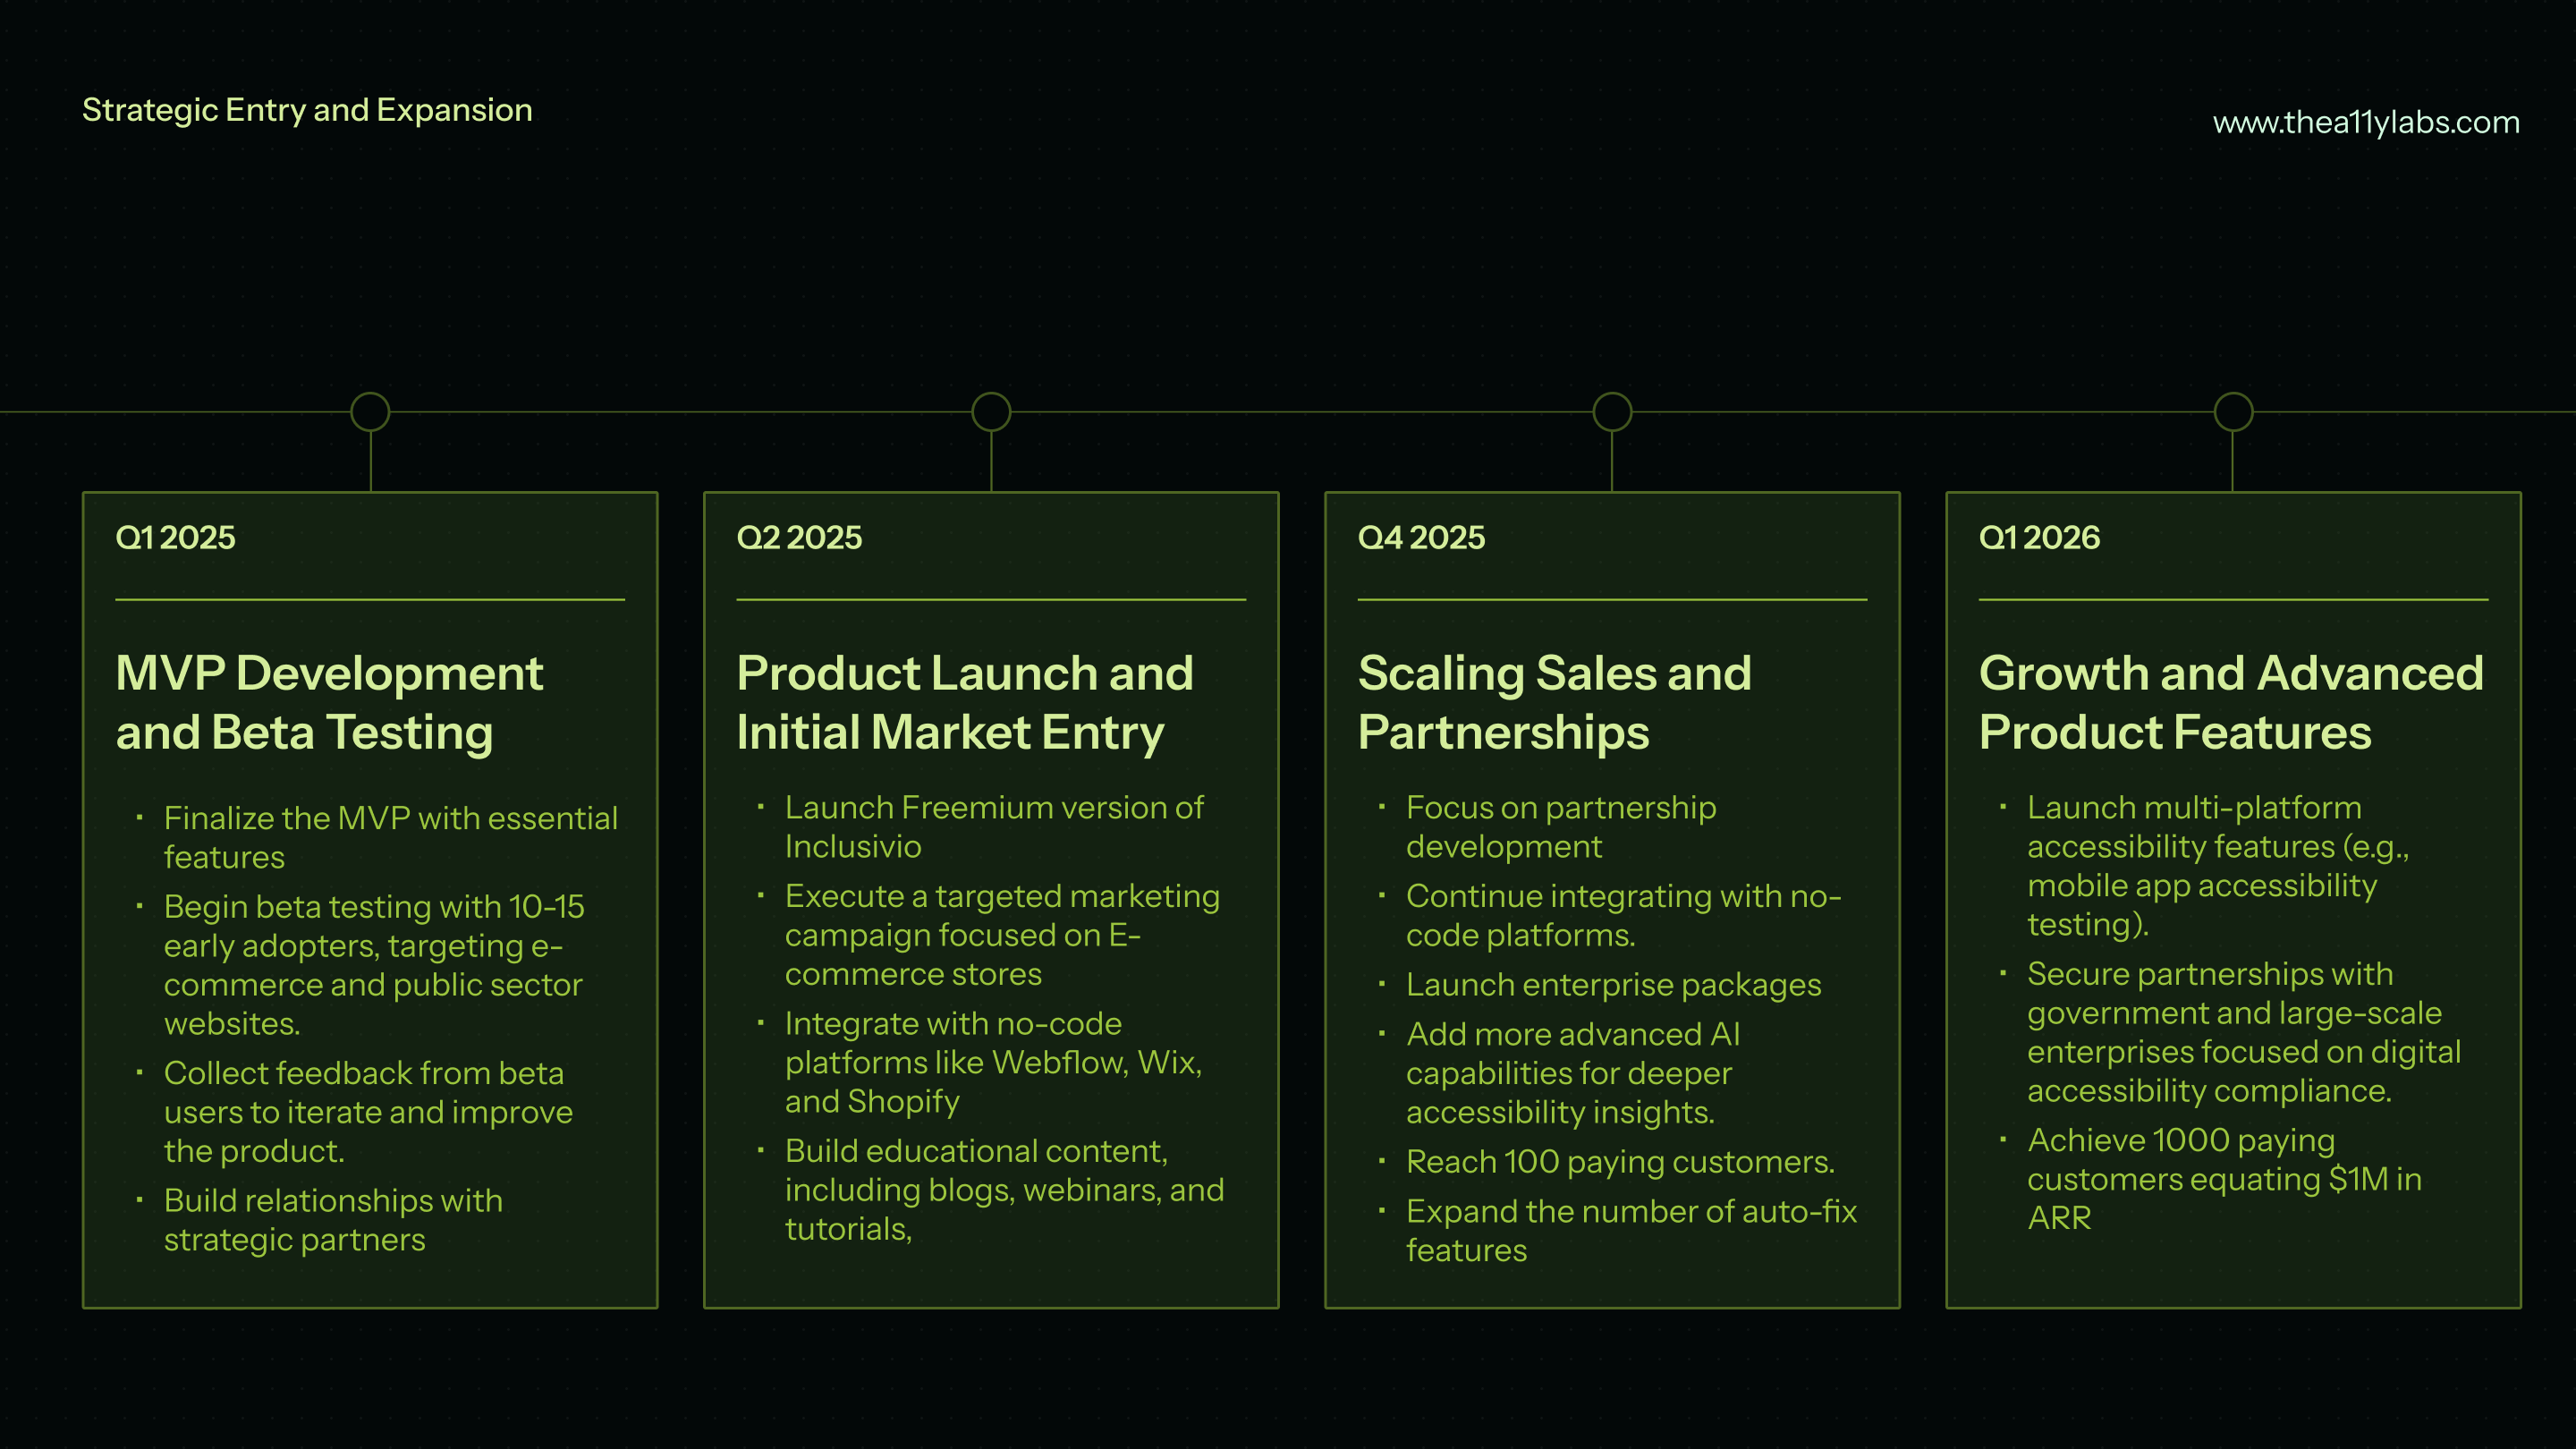 Strategic Entry and Expansion
www.thea11ylabs.com
Q1 2025
MVP Development
and Beta Testing
· Finalize the MVP with essential
features
· Begin beta testing with 10-15
early adopters, targeting e-
commerce and public sector
websites.
· Collect feedback from beta
users to iterate and improve
the product.
· Build relationships with
strategic partners
Q2 2025
Product Launch and
Initial Market Entry
· Launch Freemium version of
Inclusivio
· Execute a targeted marketing
campaign focused on E-
commerce stores
· Integrate with no-code
platforms like Webflow, Wix,
and Shopify
· Build educational content,
including blogs, webinars, and
tutorials,
Q4 2025
Scaling Sales and
Partnerships
· Focus on partnership
development
· Continue integrating with no-
code platforms.
· Launch enterprise packages
· Add more advanced AI
capabilities for deeper
accessibility insights.
· Reach 100 paying customers.
· Expand the number of auto-fix
features
Q1 2026
Growth and Advanced
Product Features
· Launch multi-platform
accessibility features (e.g.,
mobile app accessibility
testing).
· Secure partnerships with
government and large-scale
enterprises focused on digital
accessibility compliance.
· Achieve 1000 paying
customers equating $1M in
ARR